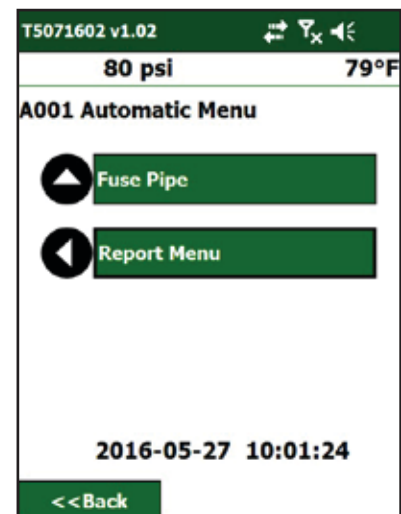 T5071602 v1.02
80 psi 79°F
A001 Automatic Menu
Fuse Pipe
Report Menu
2016-05-27 10:01:24
<<Back